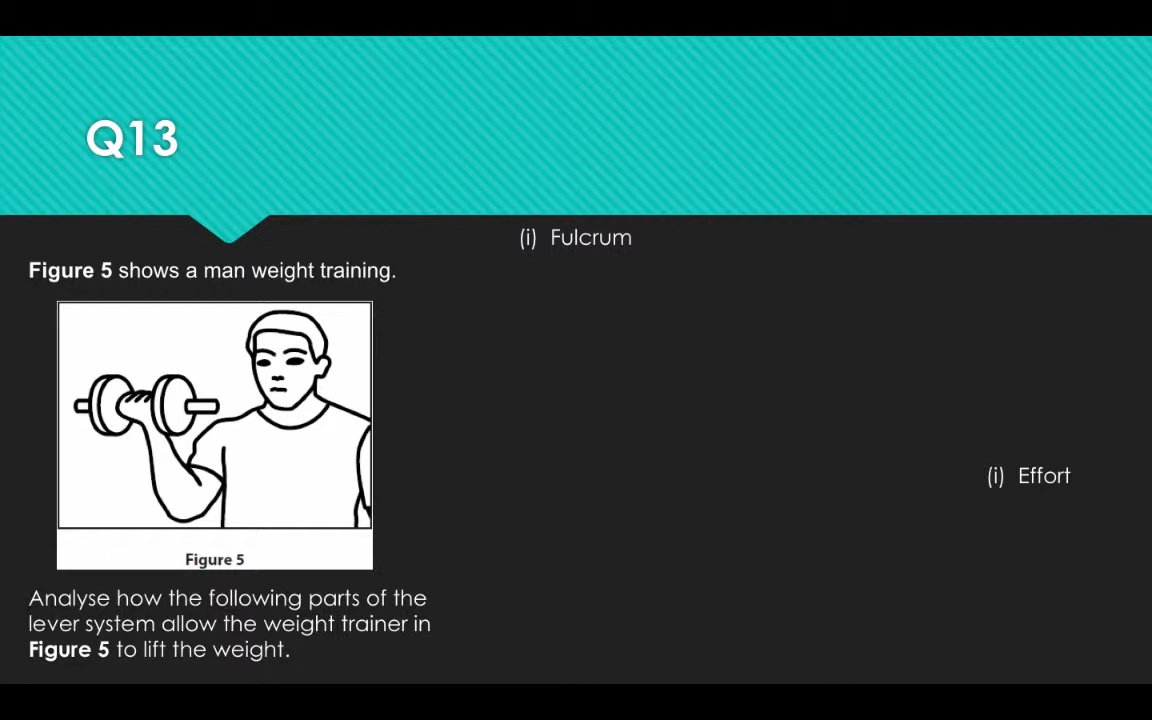 Q13
(i) Fulcrum
Figure 5 shows a man weight training.
(i) Effort
Figure 5
Analyse how the following parts of the
lever system allow the weight trainer in
Figure 5 to lift the weight.